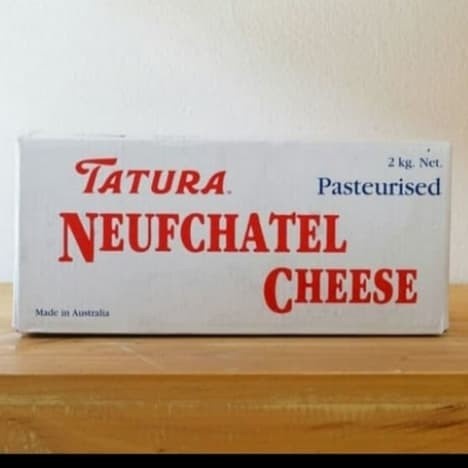 TATURA
2 kg. Net.
Pasteurised
NEUFCHATEL
CHEESE
Made in Australia